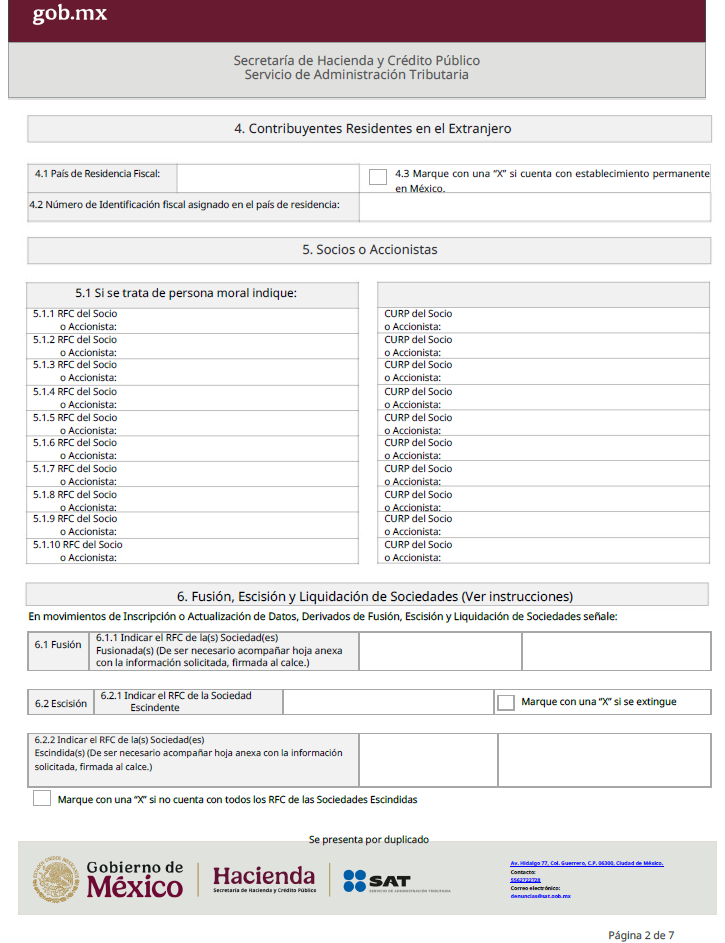 gob.mx
Secretaría de Hacienda y Crédito Público
Servicio de Administración Tributaria
4. Contribuyentes Residentes en el Extranjero
4.1 País de Residencia Fiscal:
4.3 Marque con una “X” si cuenta con establecimiento permanente
en México.
4.2 Número de Identificación fiscal asignado en el país de residencia:
5. Socios o Accionistas
5.1 Si se trata de persona moral indique:
5.1.1 RFC del Socio
o Accionista:
CURP del Socio
o Accionista:
5.1.2 RFC del Socio
o Accionista:
CURP del Socio
o Accionista:
5.1.3 RFC del Socio
o Accionista:
CURP del Socio
o Accionista:
5.1.4 RFC del Socio
o Accionista:
CURP del Socio
o Accionista:
5.1.5 RFC del Socio
o Accionista:
CURP del Socio
o Accionista:
5.1.6 RFC del Socio
o Accionista:
CURP del Socio
o Accionista:
5.1.7 RFC del Socio
o Accionista:
CURP del Socio
o Accionista:
5.1.8 RFC del Socio
o Accionista:
CURP del Socio
o Accionista:
5.1.9 RFC del Socio
o Accionista:
CURP del Socio
o Accionista:
5.1.10 RFC del Socio
o Accionista:
CURP del Socio
o Accionista:
6. Fusión, Escisión y Liquidación de Sociedades (Ver instrucciones)
En movimientos de Inscripción o Actualización de Datos, Derivados de Fusión, Escisión y Liquidación de Sociedades señale:
6.1 Fusión
6.1.1 Indicar el RFC de la(s) Sociedad(es)
Fusionada(s) (De ser necesario acompañar hoja anexa
con la información solicitada, firmada al calce.)
6.2 Escisión
6.2.1 Indicar el RFC de la Sociedad
Escindente
Marque con una “X” si se extingue
6.2.2 Indicar el RFC de la(s) Sociedad(es)
Escindida(s) (De ser necesario acompañar hoja anexa con la información
solicitada, firmada al calce.)
Marque con una “X” si no cuenta con todos los RFC de las Sociedades Escindidas
Se presenta por duplicado
Gobierno de
México
Hacienda
Secretaría de Hacienda y Crédito Público
SAT
SERVICIO DE ADMINISTRACIÓN TRIBUTARIA
Av. Hidalgo 77, Col. Guerrero, C.P. 06300, Ciudad de México.
Contacto:
5562722728
Correo electrónico:
denuncias@sat.gob.mx
Página 2 de 7